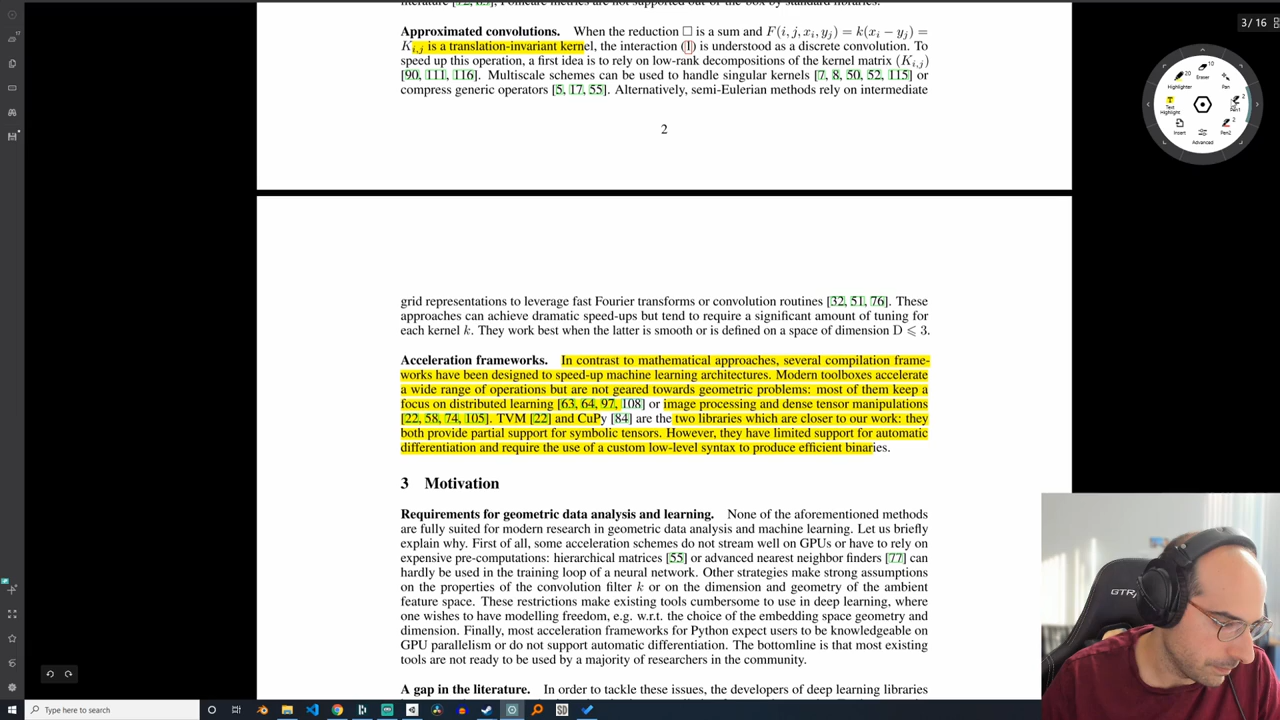 3 / 16
Approximated convolutions. When the reduction □ is a sum and F(i, j, xᵢ, yⱼ) = k(xᵢ − yⱼ) =
Kᵢ,ⱼ is a translation-invariant kernel, the interaction (1) is understood as a discrete convolution. To
speed up this operation, a first idea is to rely on low-rank decompositions of the kernel matrix (Kᵢ,ⱼ)
[90, 111, 116]. Multiscale schemes can be used to handle singular kernels [7, 8, 50, 52, 115] or
compress generic operators [5, 17, 55]. Alternatively, semi-Eulerian methods rely on intermediate
2
grid representations to leverage fast Fourier transforms or convolution routines [32, 51, 76]. These
approaches can achieve dramatic speed-ups but tend to require a significant amount of tuning for
each kernel k. They work best when the latter is smooth or is defined on a space of dimension D ⩽ 3.
Acceleration frameworks. In contrast to mathematical approaches, several compilation frame-
works have been designed to speed-up machine learning architectures. Modern toolboxes accelerate
a wide range of operations but are not geared towards geometric problems: most of them keep a
focus on distributed learning [63, 64, 97, 108] or image processing and dense tensor manipulations
[22, 58, 74, 105]. TVM [22] and CuPy [84] are the two libraries which are closer to our work: they
both provide partial support for symbolic tensors. However, they have limited support for automatic
differentiation and require the use of a custom low-level syntax to produce efficient binaries.
3 Motivation
Requirements for geometric data analysis and learning. None of the aforementioned methods
are fully suited for modern research in geometric data analysis and machine learning. Let us briefly
explain why. First of all, some acceleration schemes do not stream well on GPUs or have to rely on
expensive pre-computations: hierarchical matrices [55] or advanced nearest neighbor finders [77] can
hardly be used in the training loop of a neural network. Other strategies make strong assumptions
on the properties of the convolution filter k or on the dimension and geometry of the ambient
feature space. These restrictions make existing tools cumbersome to use in deep learning, where
one wishes to have modelling freedom, e.g. w.r.t. the choice of the embedding space geometry and
dimension. Finally, most acceleration frameworks for Python expect users to be knowledgeable on
GPU parallelism or do not support automatic differentiation. The bottomline is that most existing
tools are not ready to be used by a majority of researchers in the community.
A gap in the literature. In order to tackle these issues, the developers of deep learning libraries
Eraser
Highlighter
Pan
Text Highlight
Pen1
Insert
Pen2
Advanced
GTR
Type here to search
SD